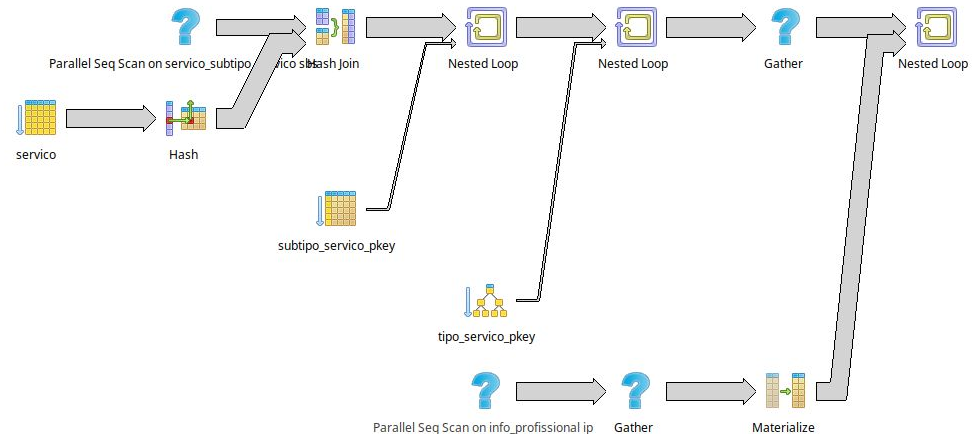 Parallel Seq Scan on servico_subtipo_
Hash Join
Nested Loop
Nested Loop
Gather
Nested Loop
servico
Hash
subtipo_servico_pkey
tipo_servico_pkey
Parallel Seq Scan on info_profissional ip
Gather
Materialize